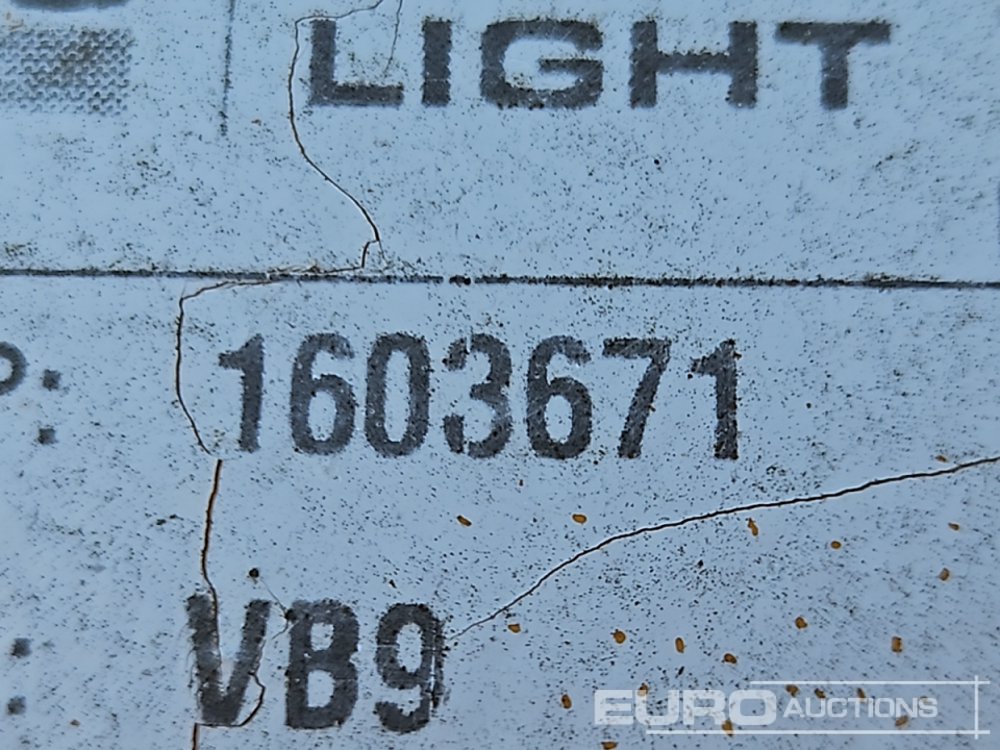 LIGHT
1603671
VB9
EURO AUCTIONS